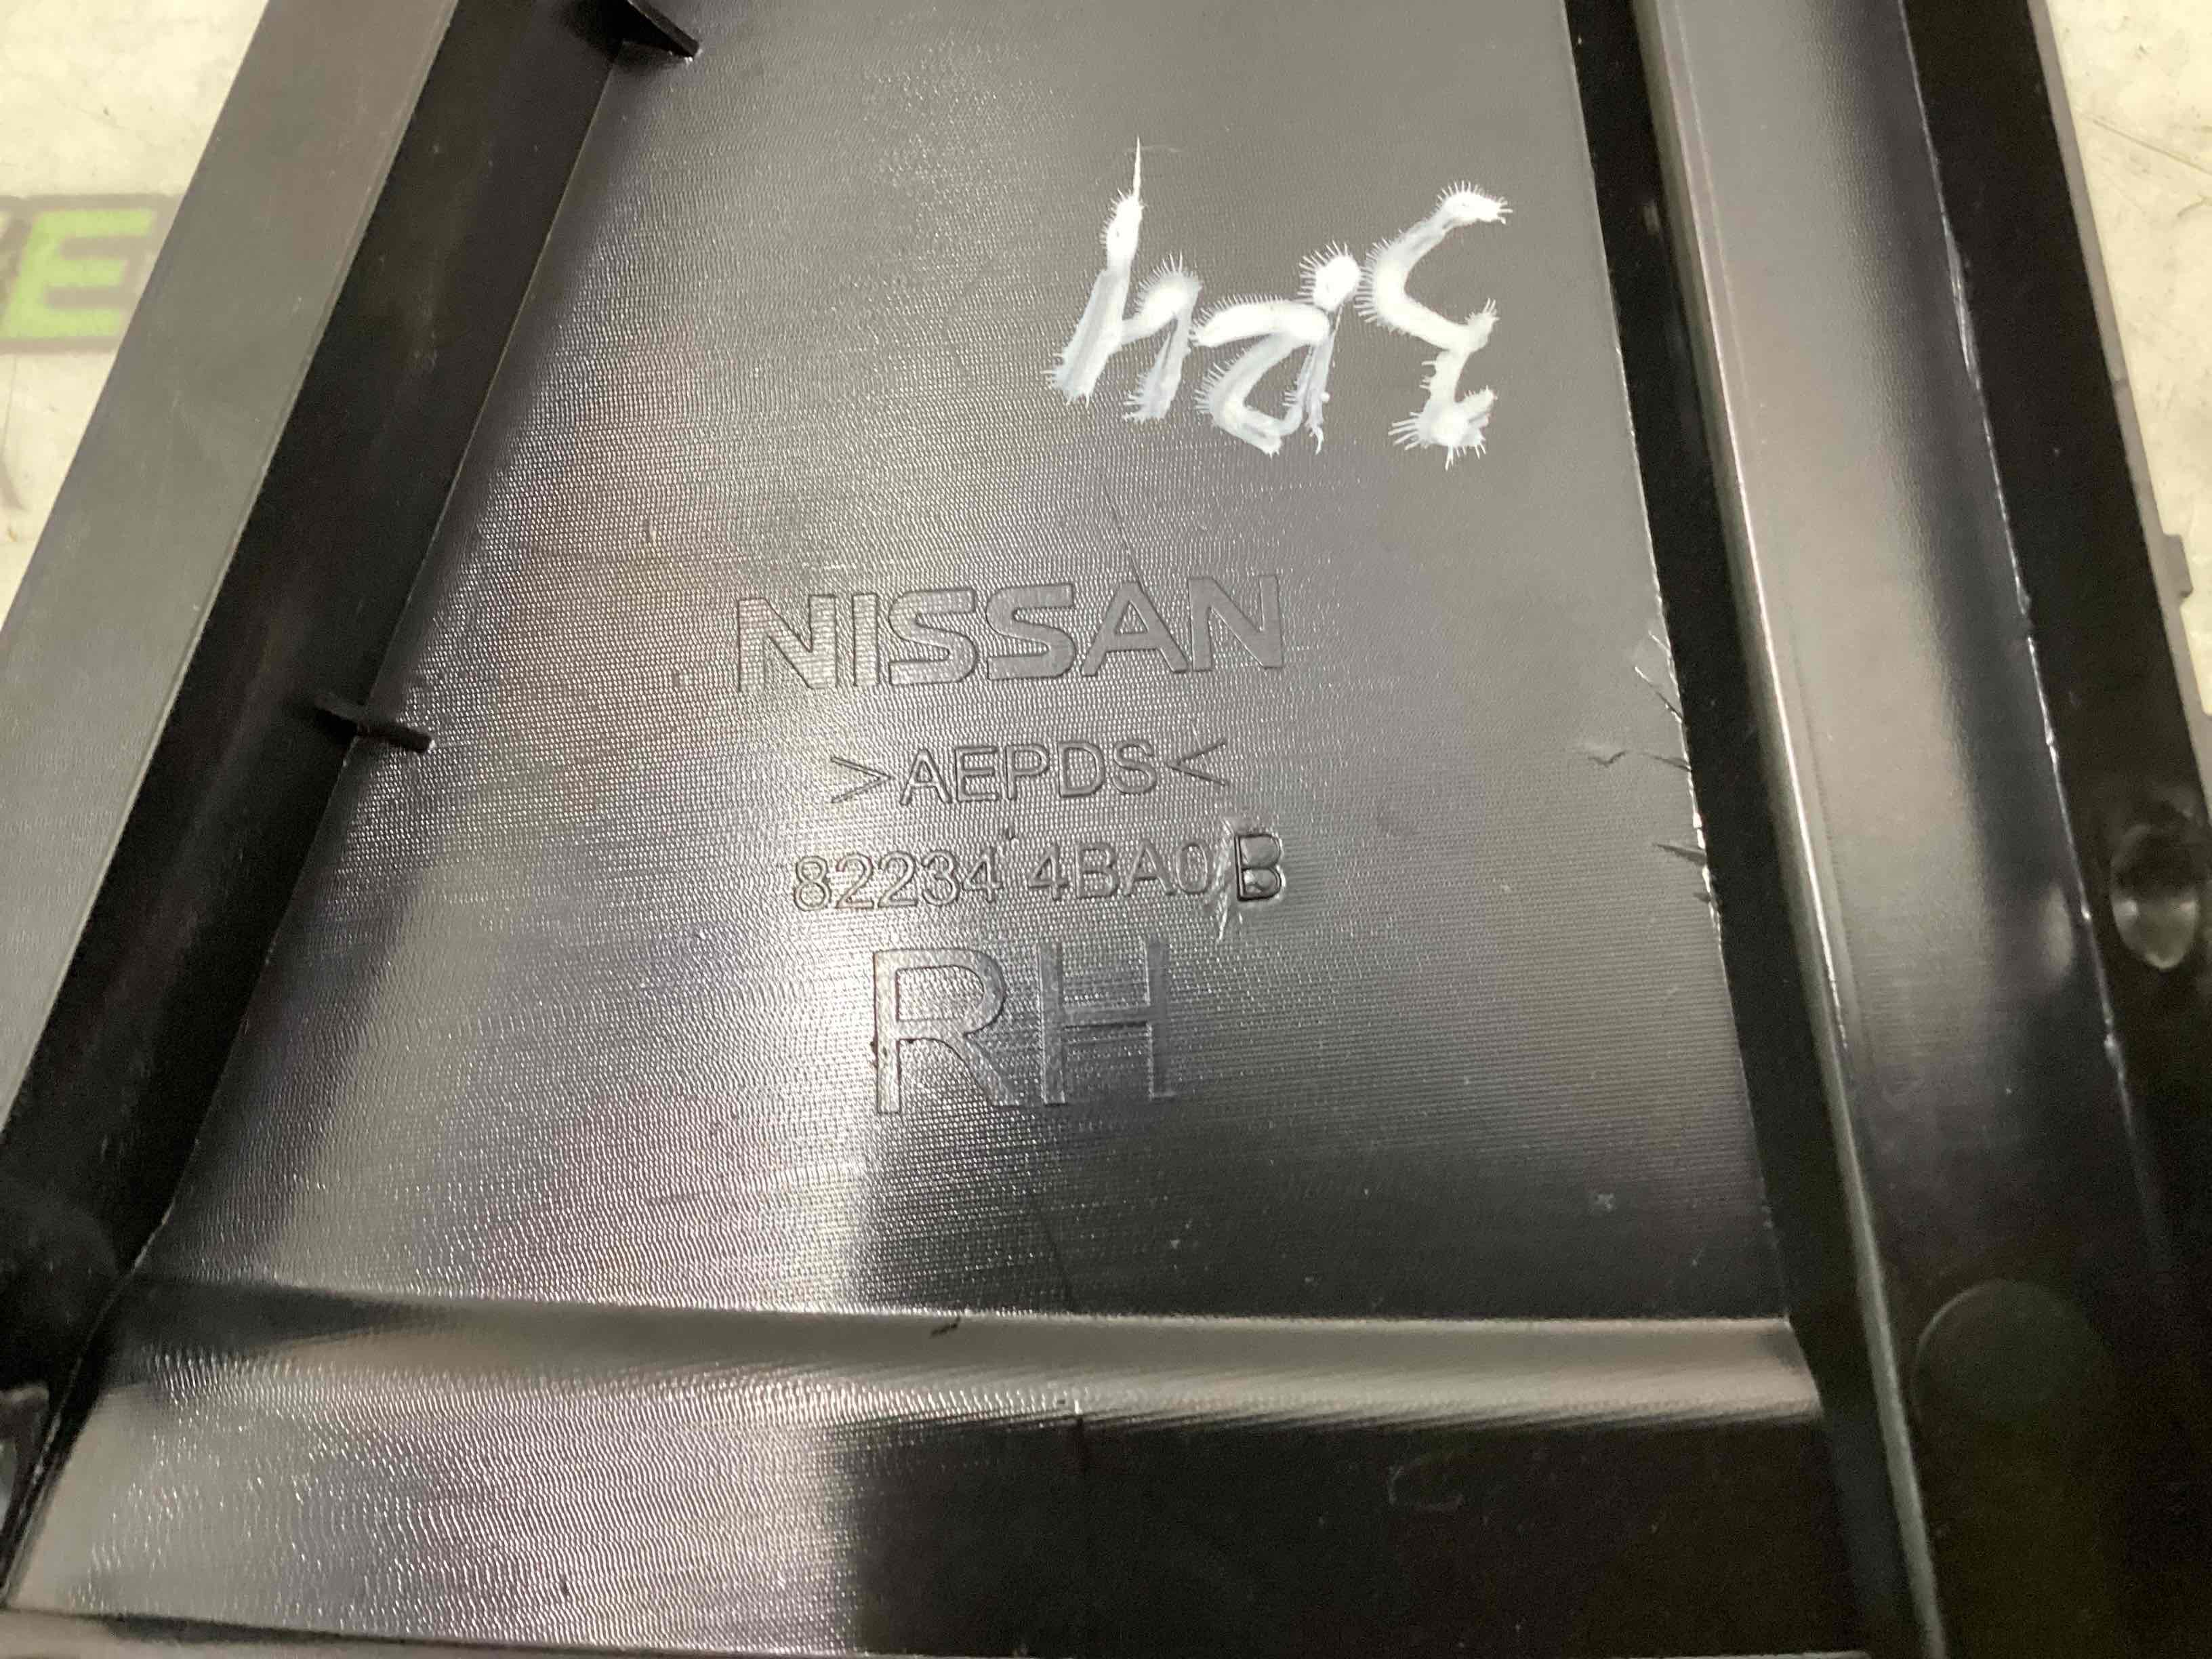 NISSAN
>AEPDS<
82234 4BA0B
RH